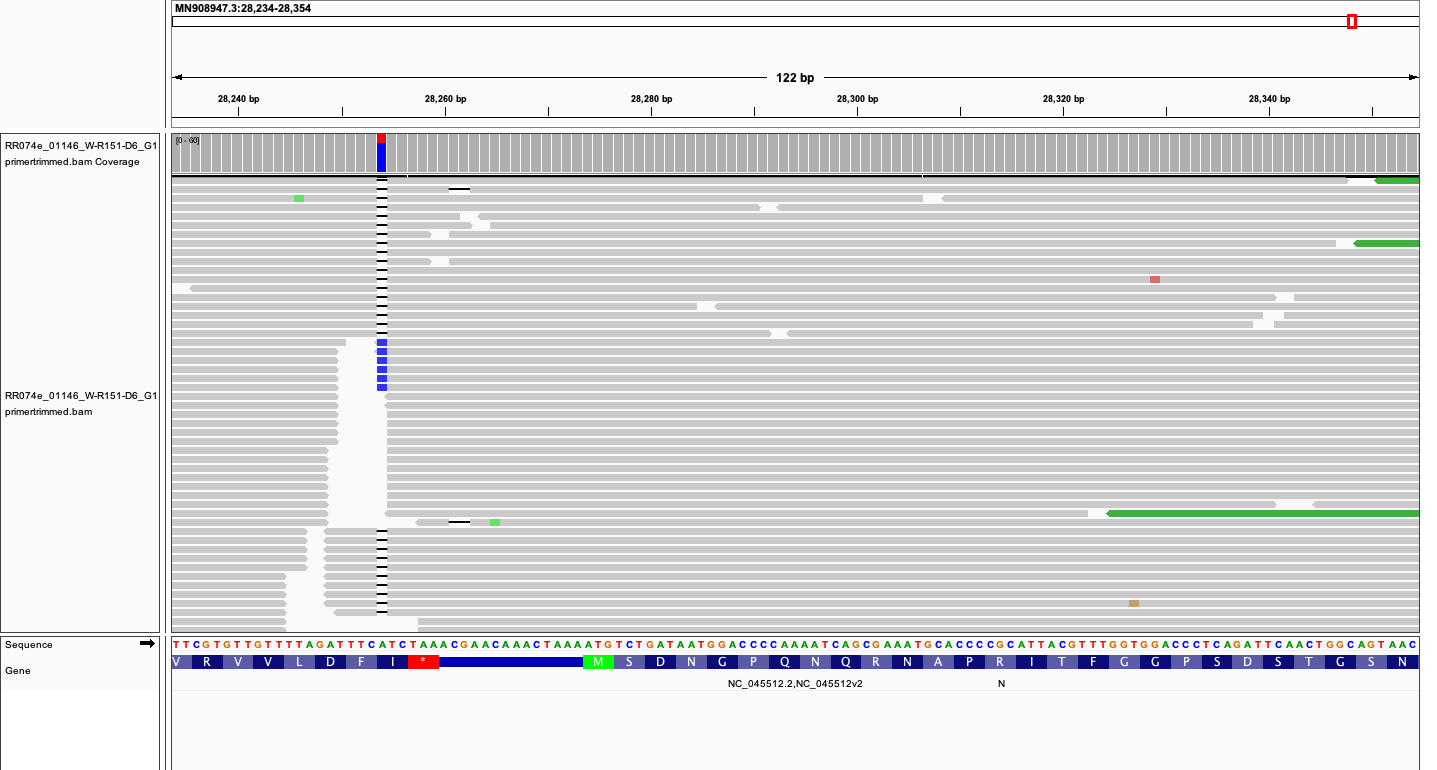 MN908947.3:28,234-28,354
122 bp
28,240 bp 28,260 bp 28,280 bp 28,300 bp 28,320 bp 28,340 bp
RR074e_01146_W-R151-D6_G1
primertrimmed.bam Coverage
[0 - 60]
RR074e_01146_W-R151-D6_G1
primertrimmed.bam
Sequence
TTCGTGTTGTTTTAGATTTCATCTAAACGAACAAACTAAAATGTCTGATAATGGACCCCAAAATCAGCGAAATGCACCCCGCATTACGTTTGGTGGACCCTCAGATTCAACTGGCAGTAAC
Gene
V R V V L D F I * M S D N G P Q N Q R N A P R I T F G G P S D S T G S N
NC_045512.2,NC_045512v2 N